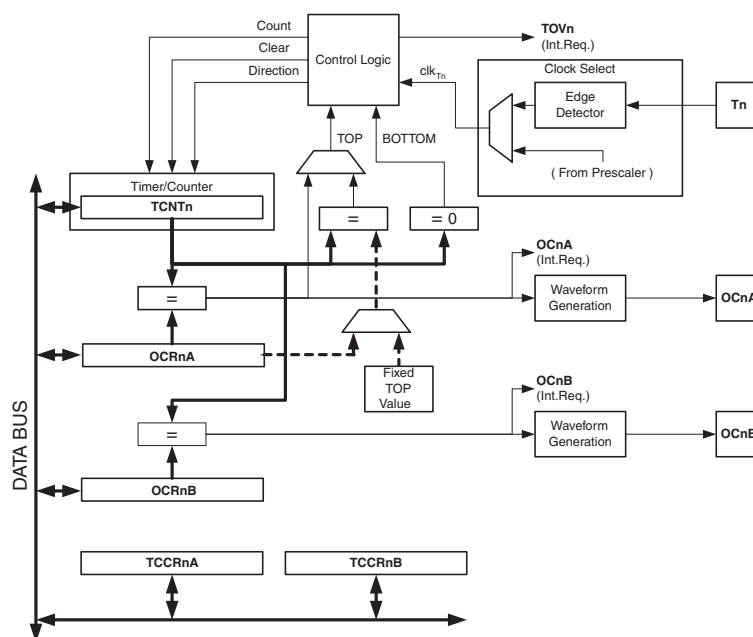 Count
Clear
Direction
Control Logic
TOVn
(Int.Req.)
clkTn
Clock Select
Edge
Detector
Tn
( From Prescaler )
TOP
BOTTOM
Timer/Counter
TCNTn
=
= 0
OCnA
(Int.Req.)
=
Waveform
Generation
OCnA
OCRnA
Fixed
TOP
Value
OCnB
(Int.Req.)
=
Waveform
Generation
OCnB
OCRnB
DATA BUS
TCCRnA
TCCRnB